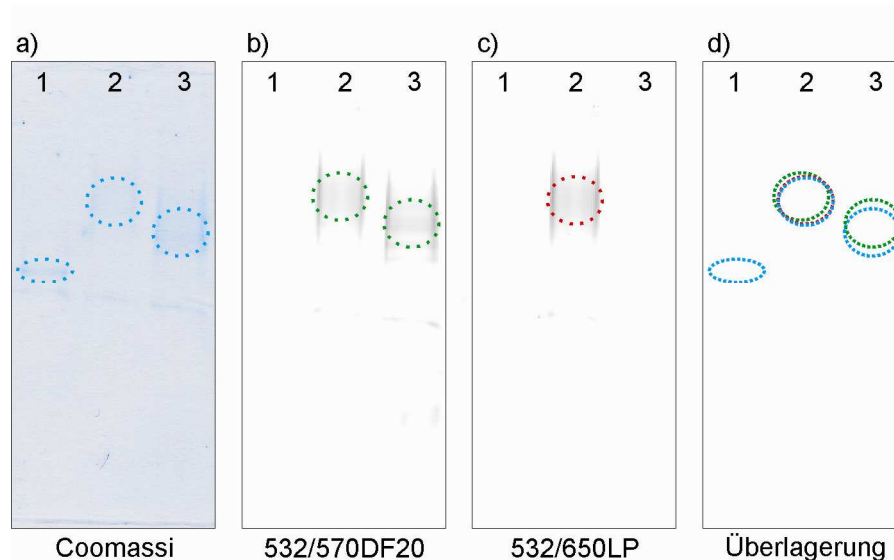 a)
b)
c)
d)
1 2 3
1 2 3
1 2 3
1 2 3
Coomassi
532/570DF20
532/650LP
Überlagerung